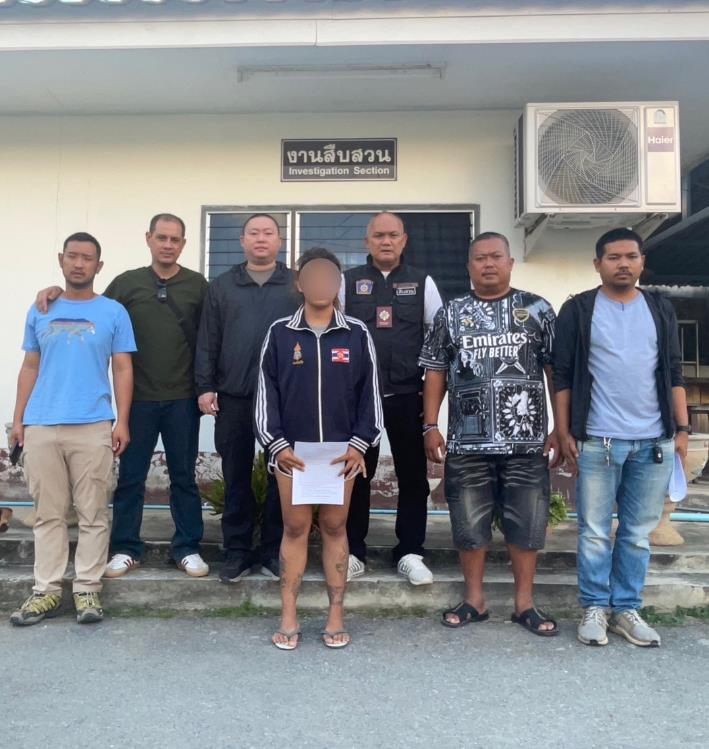 งานสืบสวน
Investigation Section
Haier
Emirates
FLY BETTER